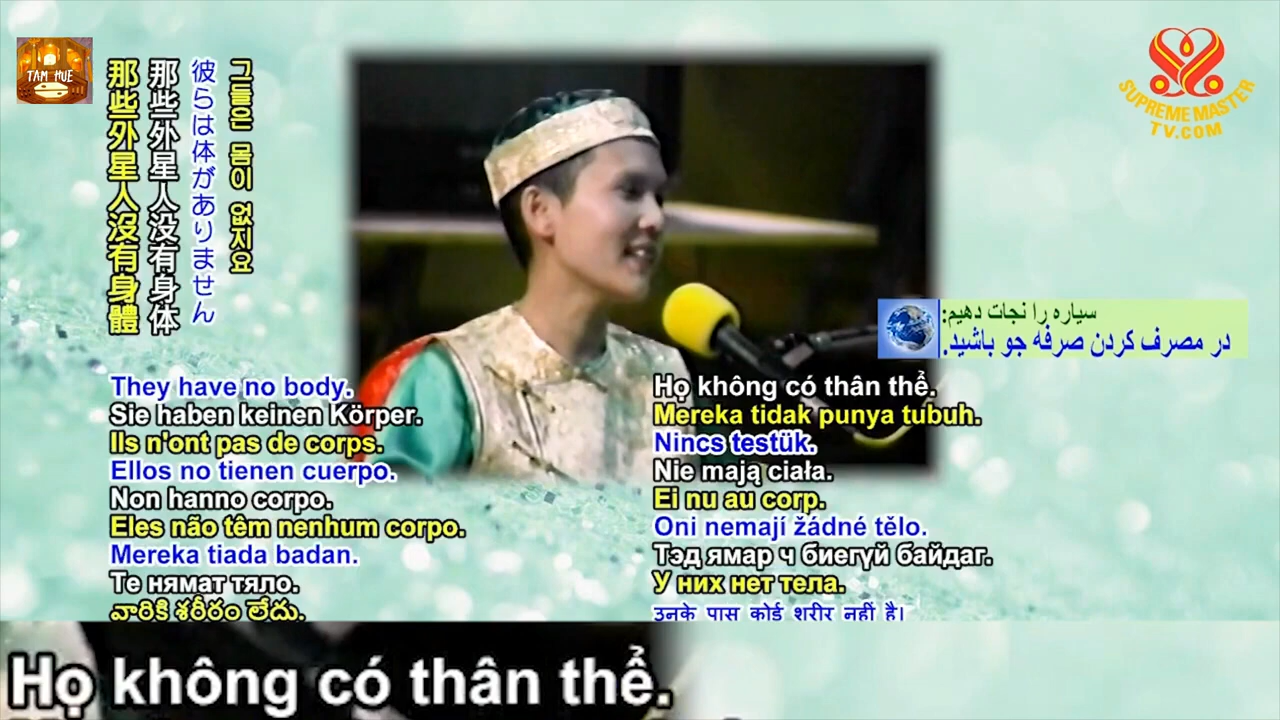 TAM HUE
SUPREME MASTER
TV.COM
그들은 몸이 없지요
彼らは体がありません
那些外星人没有身体
那些外星人沒有身體
سیاره را نجات دهیم:
در مصرف کردن صرفه جو باشید.
They have no body.
Sie haben keinen Körper.
Ils n'ont pas de corps.
Ellos no tienen cuerpo.
Non hanno corpo.
Eles não têm nenhum corpo.
Mereka tiada badan.
Те нямат тяло.
వారికి శరీరం లేదు.
Họ không có thân thể.
Mereka tidak punya tubuh.
Nincs testük.
Nie mają ciała.
Ei nu au corp.
Oni nemají žádné tělo.
Тэд ямар ч биегүй байдаг.
У них нет тела.
उनके पास कोई शरीर नहीं है।
Họ không có thân thể.